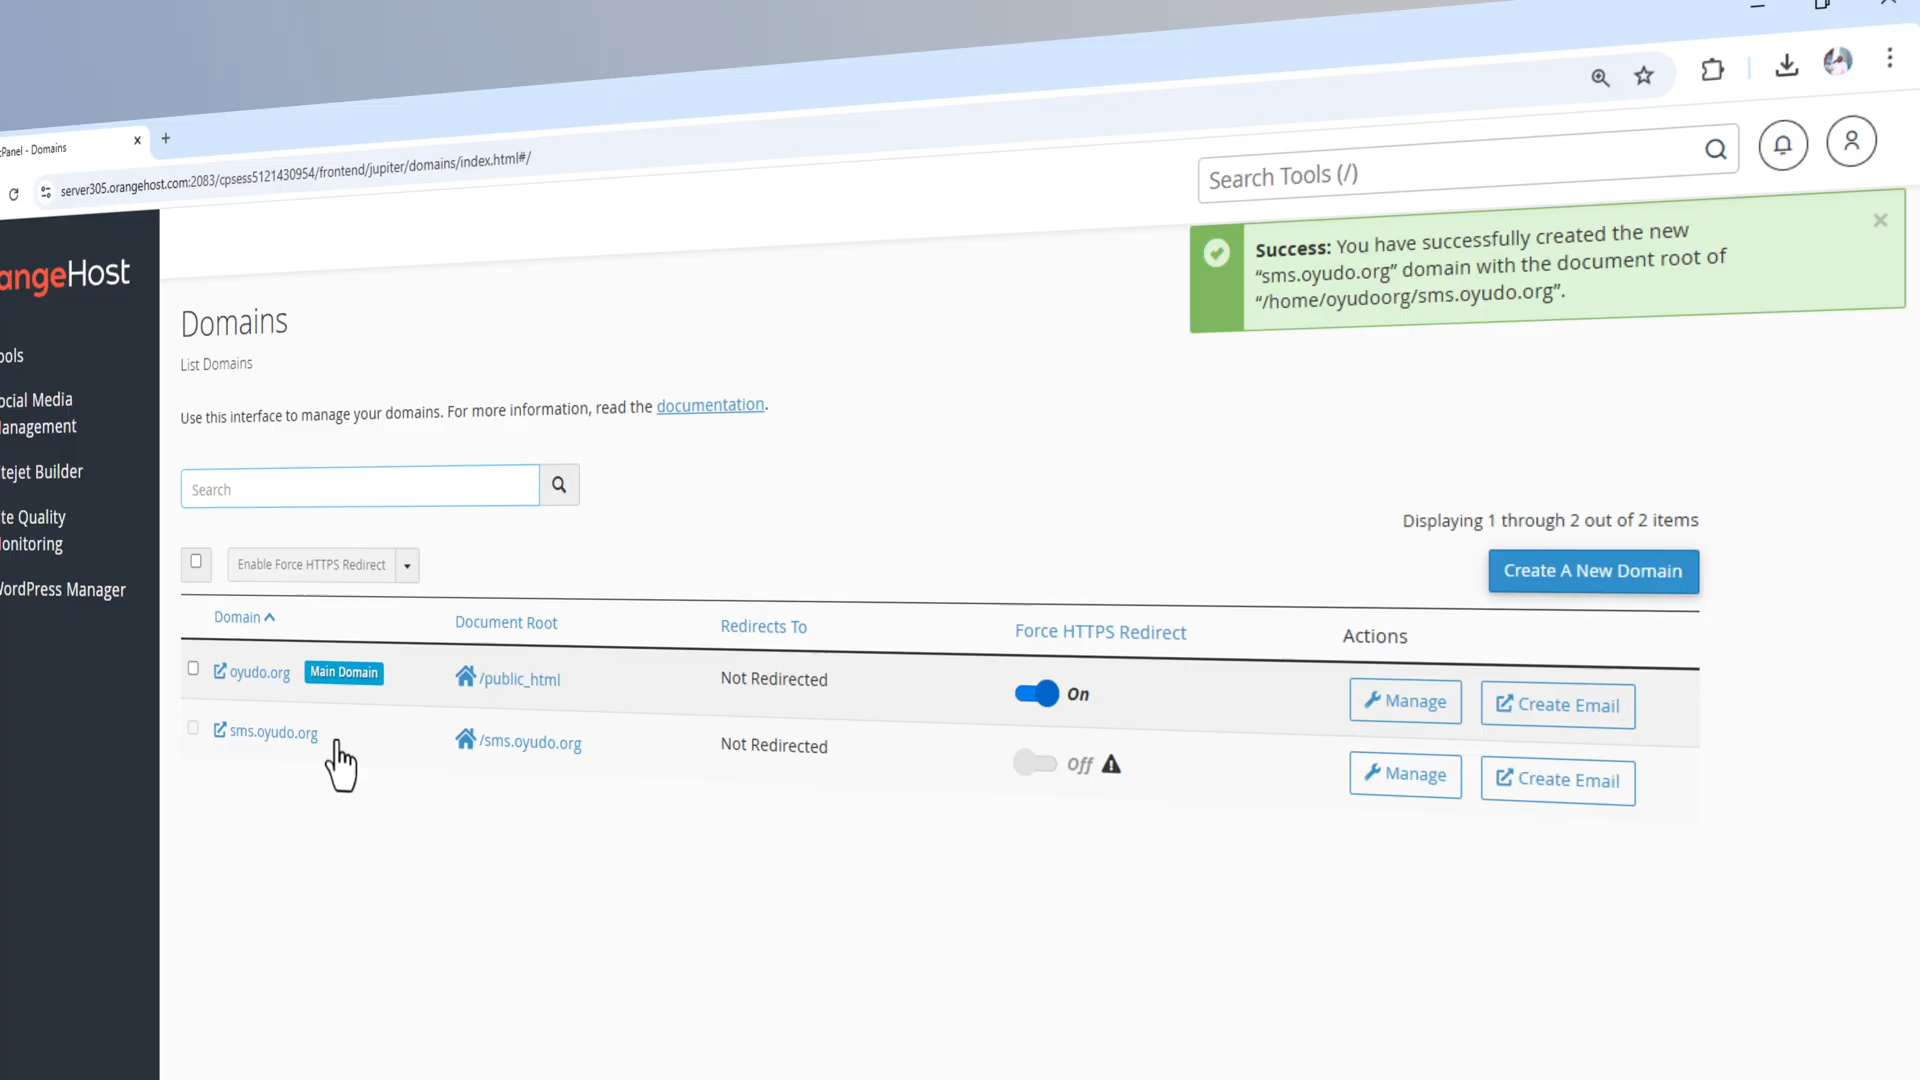 cPanel - Domains
server305.orangehost.com:2083/cpsess5121430954/frontend/jupiter/domains/index.html#/
Search Tools (/)
angeHost
Success: You have successfully created the new
“sms.oyudo.org” domain with the document root of
“/home/oyudoorg/sms.oyudo.org”.
ools
ocial Media
anagement
tejet Builder
te Quality
onitoring
WordPress Manager
Domains
List Domains
Use this interface to manage your domains. For more information, read the documentation.
Search
Displaying 1 through 2 out of 2 items
Enable Force HTTPS Redirect
Create A New Domain
Domain Document Root Redirects To Force HTTPS Redirect Actions
oyudo.org Main Domain /public_html Not Redirected On Manage Create Email
sms.oyudo.org /sms.oyudo.org Not Redirected Off Manage Create Email